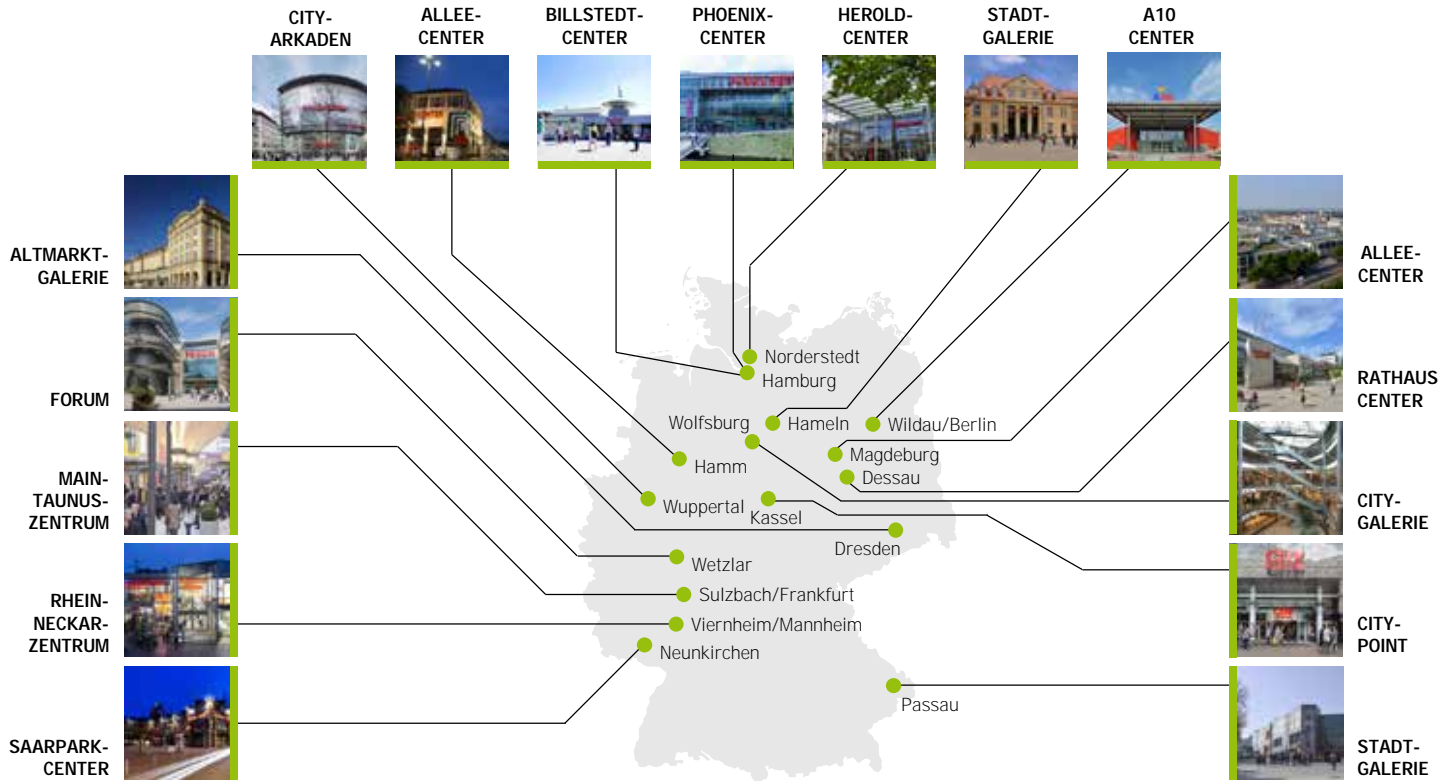 CITY-
ARKADEN
ALLEE-
CENTER
BILLSTEDT-
CENTER
PHOENIX-
CENTER
HEROLD-
CENTER
STADT-
GALERIE
A10
CENTER
ALTMARKT-
GALERIE
FORUM
MAIN-
TAUNUS-
ZENTRUM
RHEIN-
NECKAR-
ZENTRUM
SAARPARK-
CENTER
Norderstedt
Hamburg
Wolfsburg
Hameln
Wildau/Berlin
Magdeburg
Hamm
Dessau
Wuppertal
Kassel
Dresden
Wetzlar
Sulzbach/Frankfurt
Viernheim/Mannheim
Neunkirchen
Passau
ALLEE-
CENTER
RATHAUS
CENTER
CITY-
GALERIE
CITY-
POINT
STADT-
GALERIE